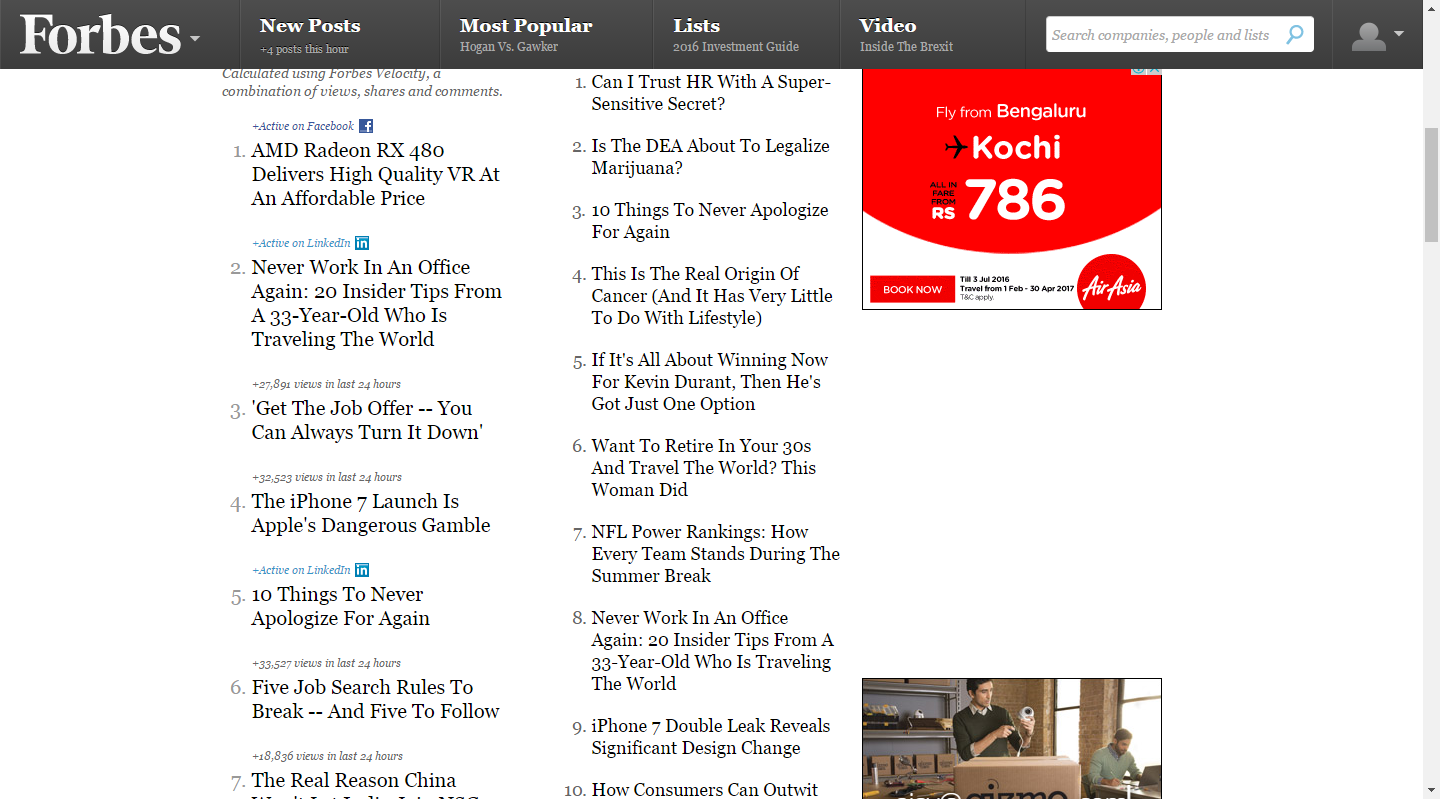 Forbes
New Posts
+4 posts this hour
Most Popular
Hogan Vs. Gawker
Lists
2016 Investment Guide
Video
Inside The Brexit
Search companies, people and lists
Calculated using Forbes Velocity, a
combination of views, shares and comments.
+Active on Facebook
1. AMD Radeon RX 480
Delivers High Quality VR At
An Affordable Price
+Active on LinkedIn in
2. Never Work In An Office
Again: 20 Insider Tips From
A 33-Year-Old Who Is
Traveling The World
+27,891 views in last 24 hours
3. 'Get The Job Offer -- You
Can Always Turn It Down'
+32,523 views in last 24 hours
4. The iPhone 7 Launch Is
Apple's Dangerous Gamble
+Active on LinkedIn in
5. 10 Things To Never
Apologize For Again
+33,527 views in last 24 hours
6. Five Job Search Rules To
Break -- And Five To Follow
+18,836 views in last 24 hours
7. The Real Reason China
Won't Let India Join NSG
1. Can I Trust HR With A Super-
Sensitive Secret?
2. Is The DEA About To Legalize
Marijuana?
3. 10 Things To Never Apologize
For Again
4. This Is The Real Origin Of
Cancer (And It Has Very Little
To Do With Lifestyle)
5. If It's All About Winning Now
For Kevin Durant, Then He's
Got Just One Option
6. Want To Retire In Your 30s
And Travel The World? This
Woman Did
7. NFL Power Rankings: How
Every Team Stands During The
Summer Break
8. Never Work In An Office
Again: 20 Insider Tips From A
33-Year-Old Who Is Traveling
The World
9. iPhone 7 Double Leak Reveals
Significant Design Change
10. How Consumers Can Outwit
Fly from Bengaluru
Kochi
ALL IN
FARE
FROM
RS 786
BOOK NOW
Till 3 Jul 2016
Travel from 1 Feb - 30 Apr 2017
T&C apply.
AirAsia